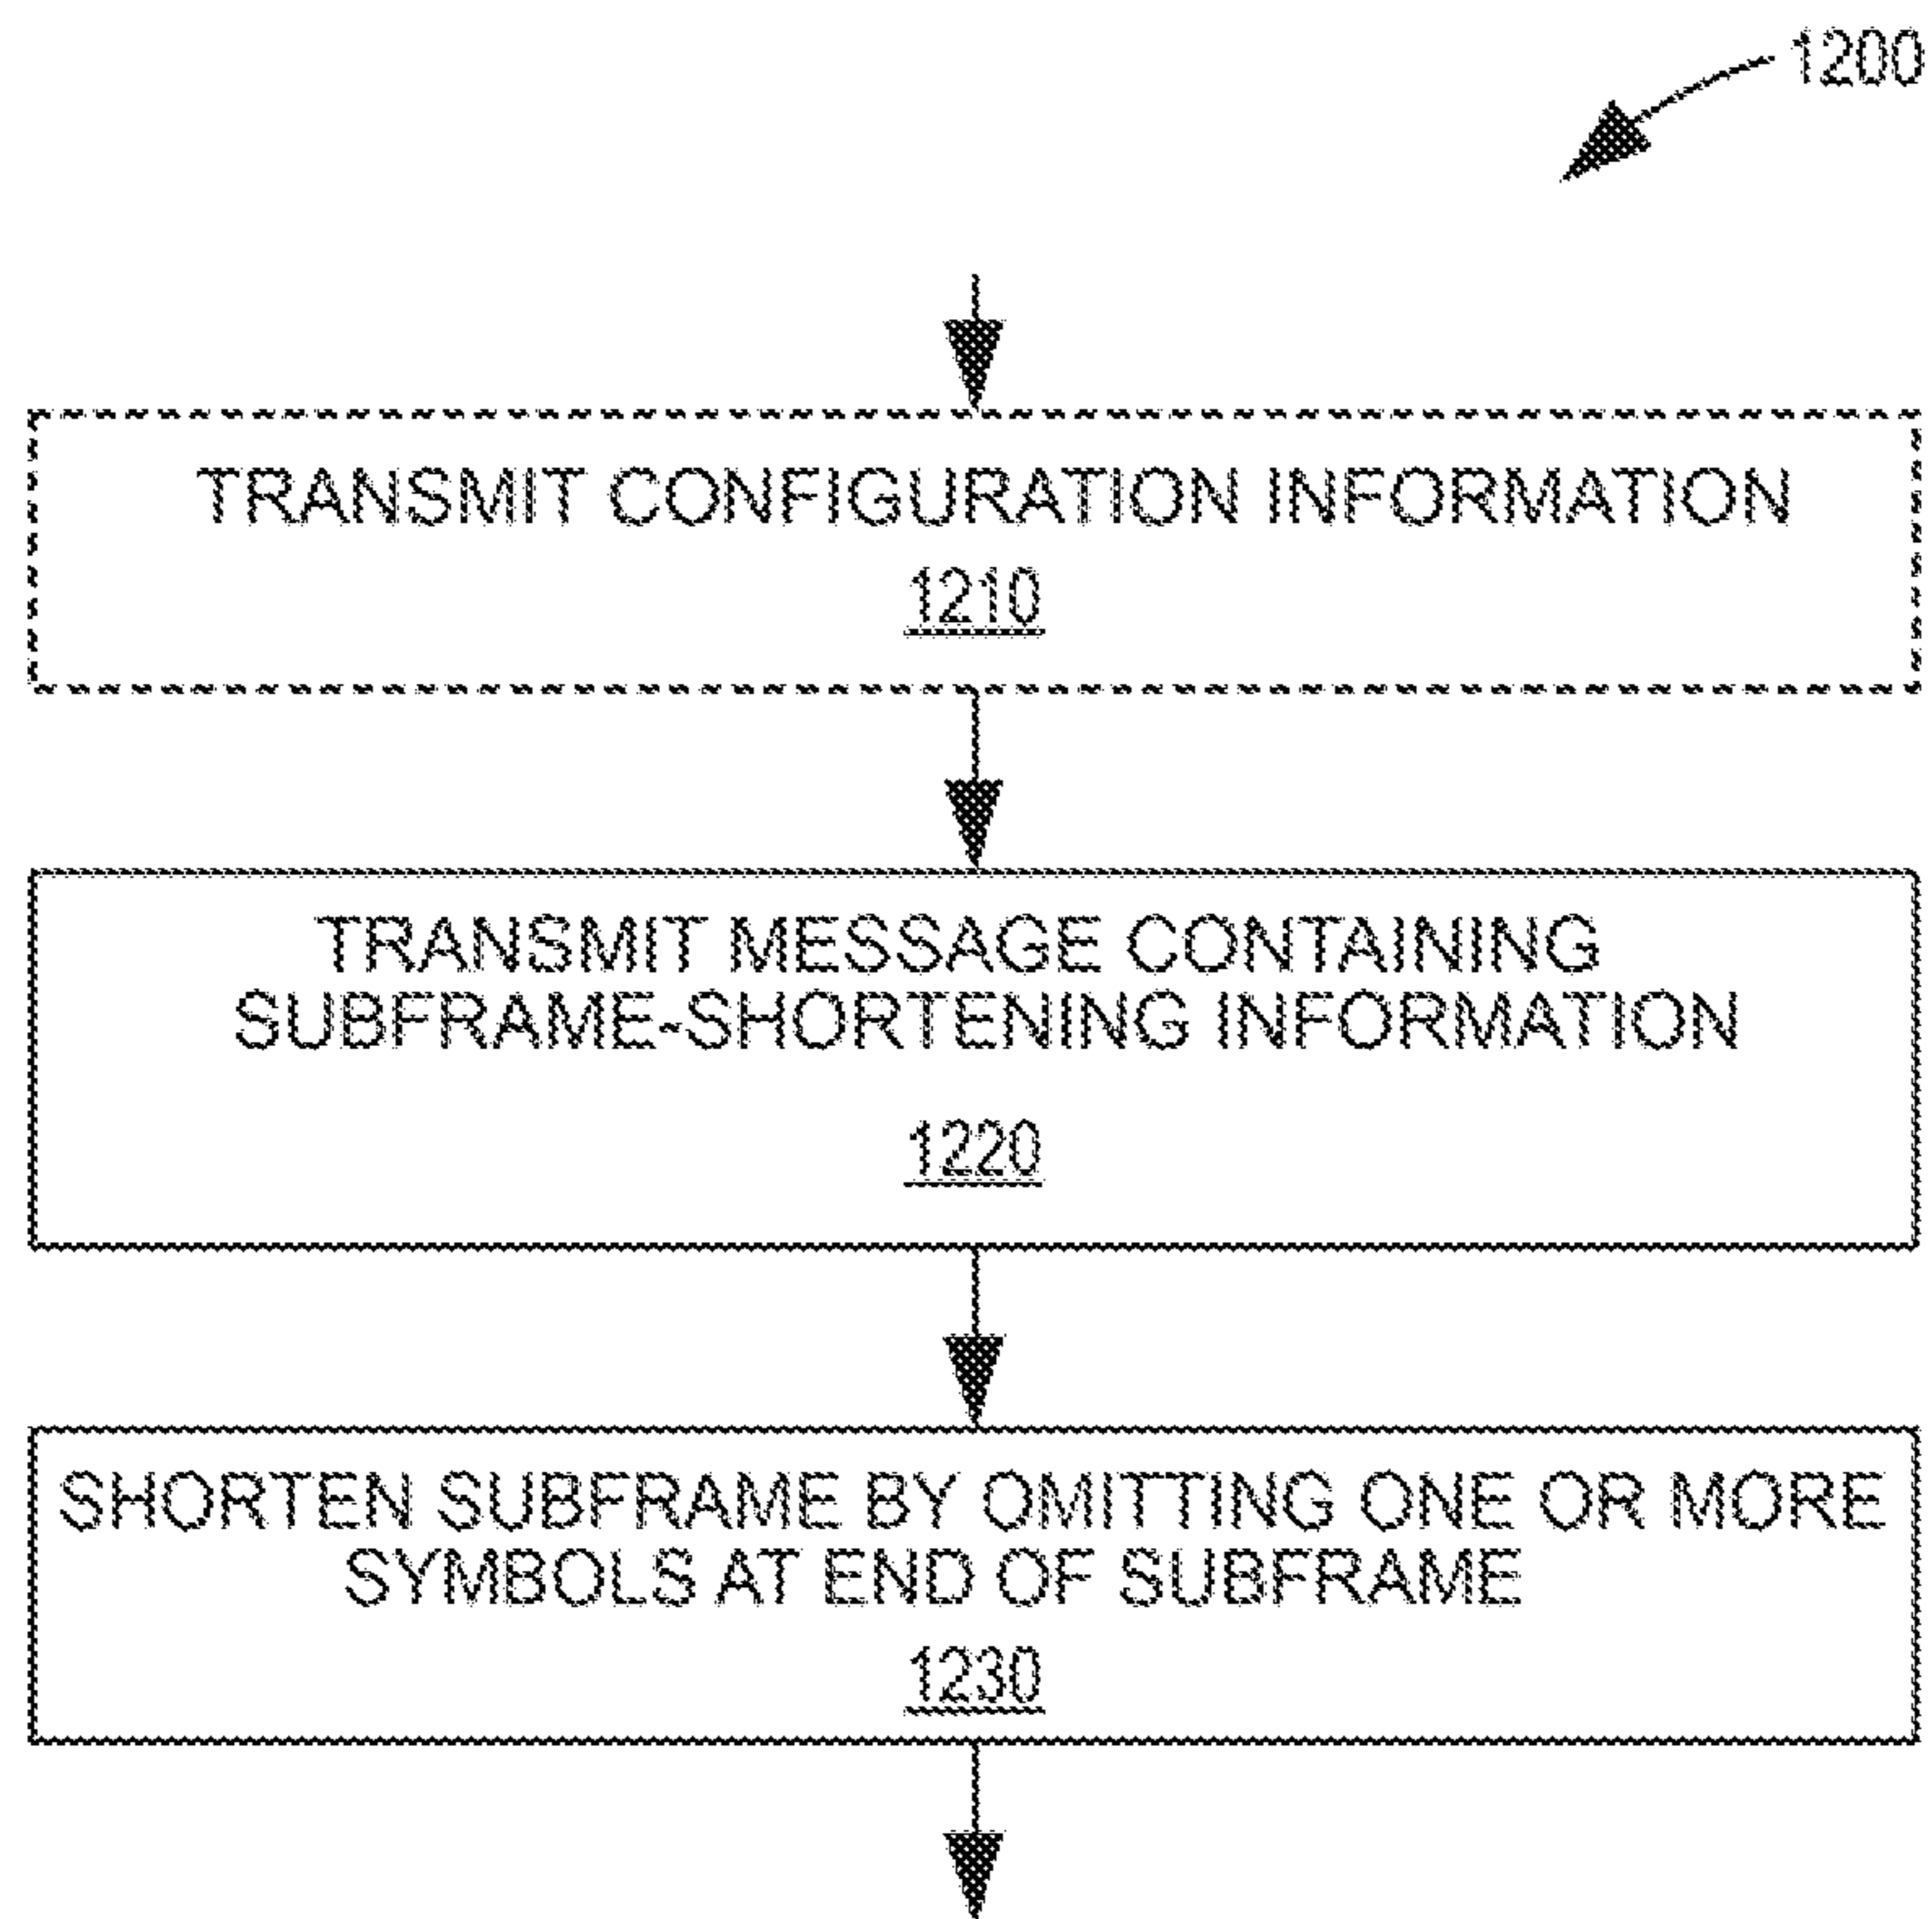 1200
TRANSMIT CONFIGURATION INFORMATION
1210
TRANSMIT MESSAGE CONTAINING
SUBFRAME-SHORTENING INFORMATION
1220
SHORTEN SUBFRAME BY OMITTING ONE OR MORE
SYMBOLS AT END OF SUBFRAME
1230